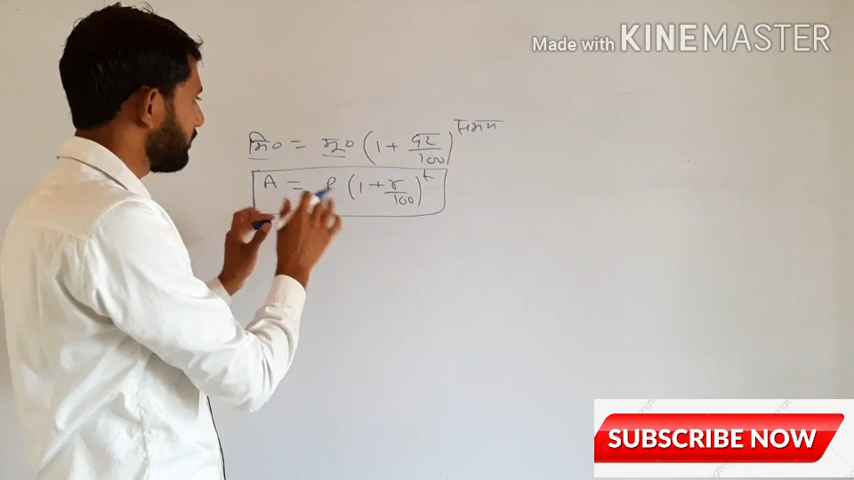 Made with KINEMASTER
मि० = मू० (1 + दर/100)^समय
A = P (1 + r/100)^t
SUBSCRIBE NOW